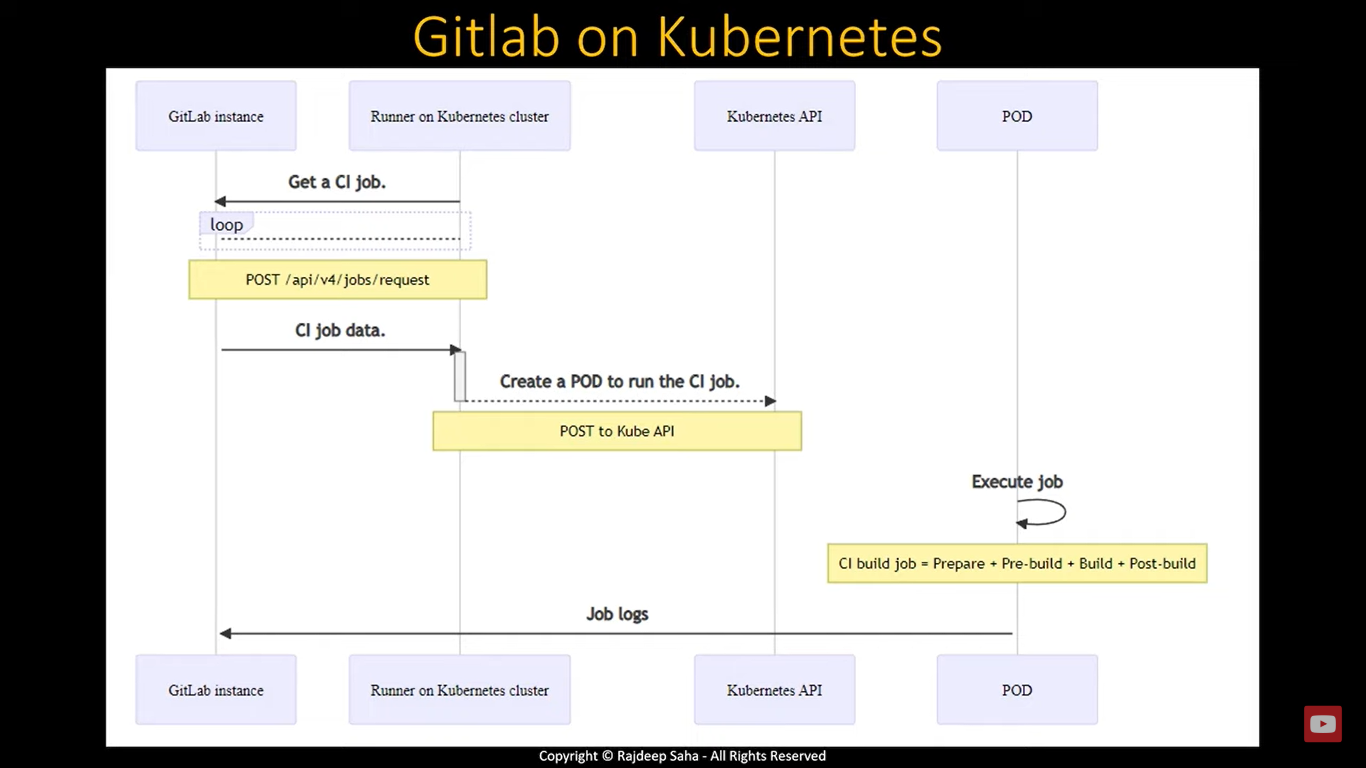 Gitlab on Kubernetes
GitLab instance
Runner on Kubernetes cluster
Kubernetes API
POD
Get a CI job.
loop
POST /api/v4/jobs/request
CI job data.
Create a POD to run the CI job.
POST to Kube API
Execute job
CI build job = Prepare + Pre-build + Build + Post-build
Job logs
GitLab instance
Runner on Kubernetes cluster
Kubernetes API
POD
Copyright © Rajdeep Saha - All Rights Reserved